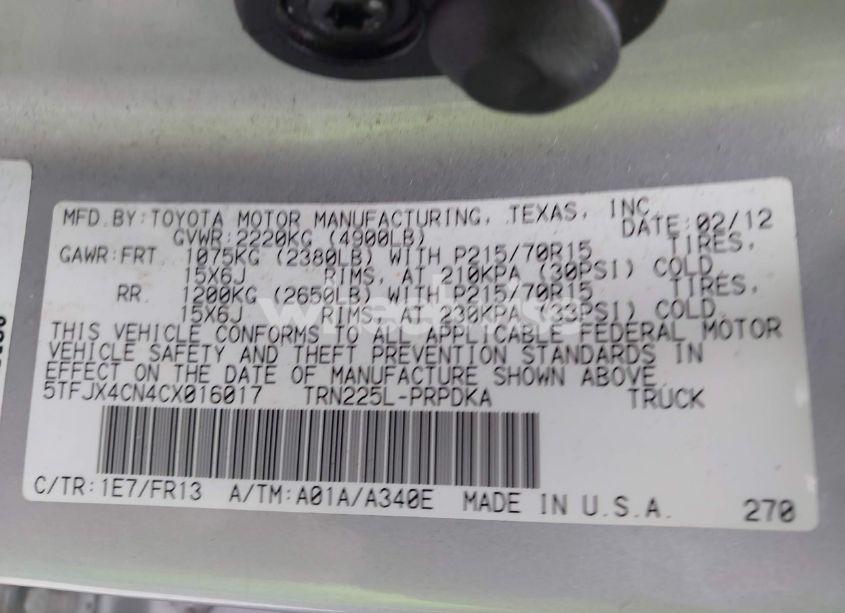 MFD. BY: TOYOTA MOTOR MANUFACTURING, TEXAS, INC.
GVWR: 2220KG (4900LB) DATE: 02/12
GAWR: FRT. 1075KG (2380LB) WITH P215/70R15 TIRES,
15X6J RIMS, AT 210KPA (30PSI) COLD.
RR. 1200KG (2650LB) WITH P215/70R15 TIRES,
15X6J RIMS, AT 230KPA (33PSI) COLD.
THIS VEHICLE CONFORMS TO ALL APPLICABLE FEDERAL MOTOR
VEHICLE SAFETY AND THEFT PREVENTION STANDARDS IN
EFFECT ON THE DATE OF MANUFACTURE SHOWN ABOVE.
5TFJX4CN4CX016017 TRN225L-PRPDKA TRUCK
C/TR: 1E7/FR13 A/TM: A01A/A340E MADE IN U.S.A. 270